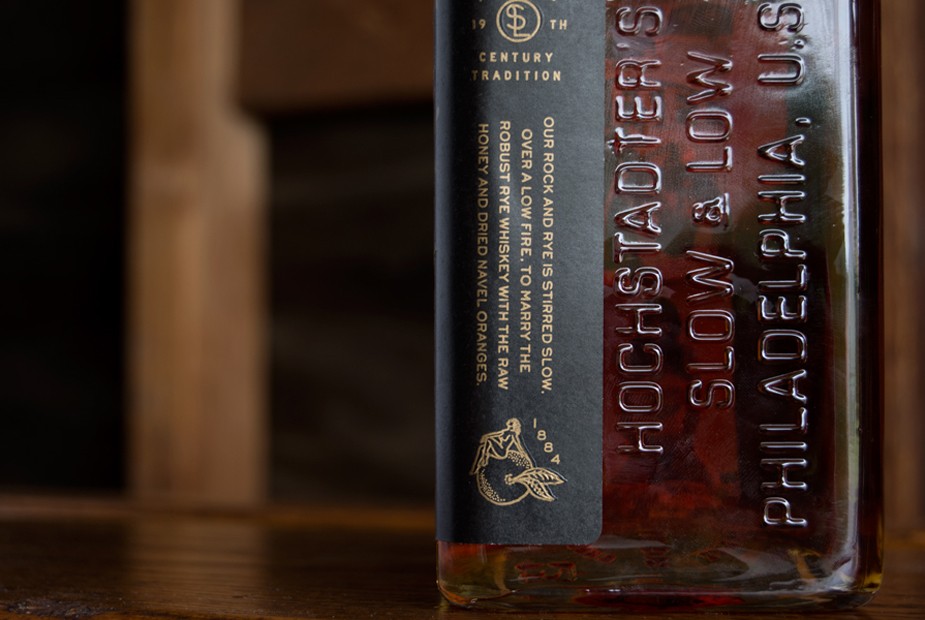 19 TH
CENTURY
TRADITION
OUR ROCK AND RYE IS STIRRED SLOW,
OVER A LOW FIRE, TO MARRY THE
ROBUST RYE WHISKEY WITH THE RAW
HONEY AND DRIED NAVEL ORANGES.
1884
HOCHSTADTER'S
SLOW & LOW
PHILADELPHIA, U.S